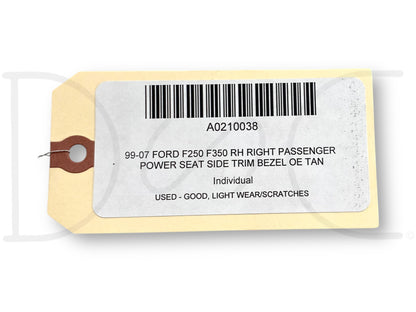 A0210038
99-07 FORD F250 F350 RH RIGHT PASSENGER
POWER SEAT SIDE TRIM BEZEL OE TAN
Individual
USED - GOOD, LIGHT WEAR/SCRATCHES